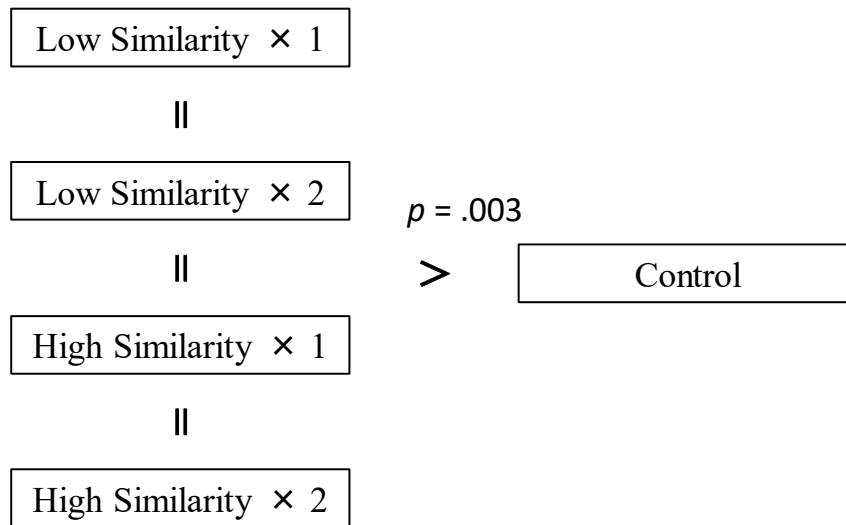 Low Similarity × 1
=
Low Similarity × 2
p = .003
=
>
Control
High Similarity × 1
=
High Similarity × 2